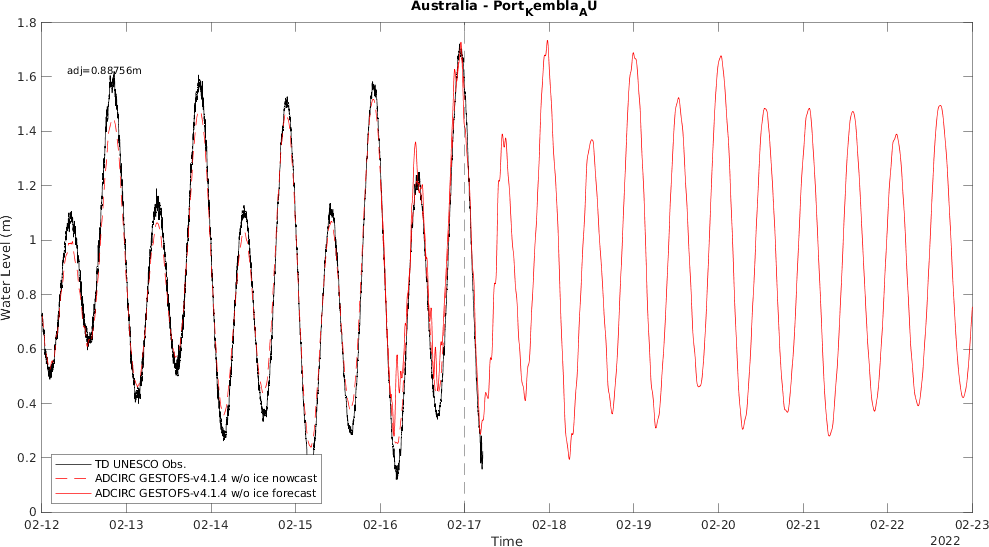 Australia - PortKemblaAU
adj=0.88756m
1.8
1.6
1.4
1.2
1
0.8
0.6
0.4
0.2
0
Water Level (m)
TD UNESCO Obs.
ADCIRC GESTOFS-v4.1.4 w/o ice nowcast
ADCIRC GESTOFS-v4.1.4 w/o ice forecast
02-12 02-13 02-14 02-15 02-16 02-17 02-18 02-19 02-20 02-21 02-22 02-23
Time
2022